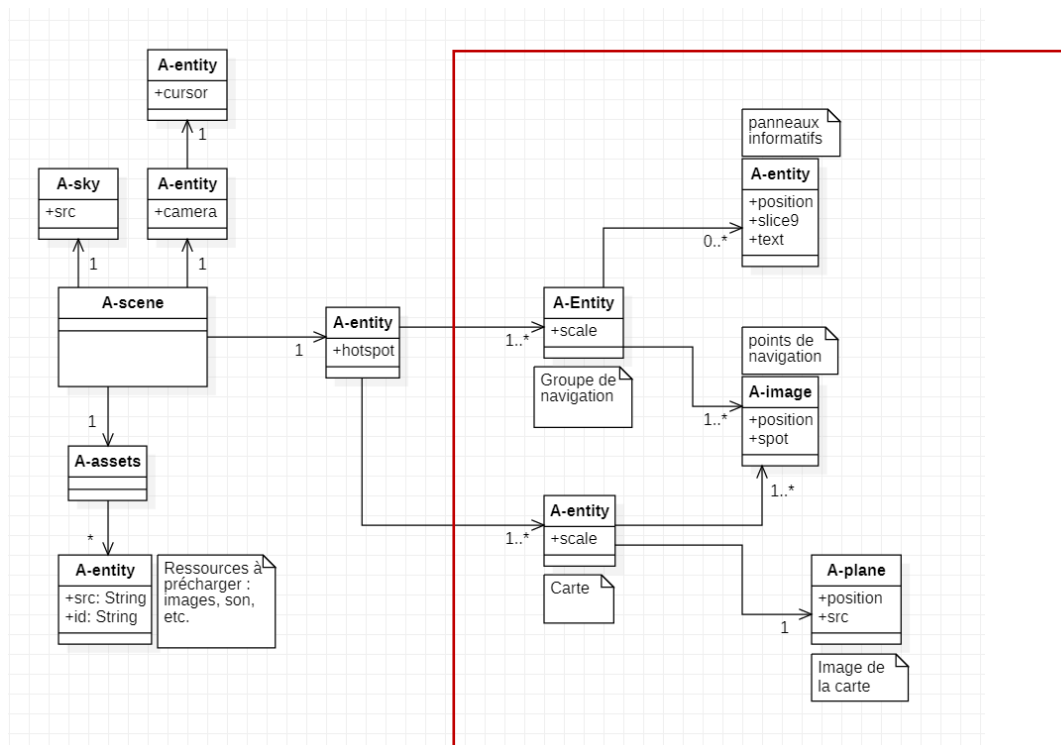 A-entity
+cursor
1
A-sky
+src
1
A-entity
+camera
1
A-scene
1
A-entity
+hotspot
1
A-assets
*
A-entity
+src: String
+id: String
Ressources à
précharger :
images, son,
etc.
panneaux
informatifs
A-entity
+position
+slice9
+text
0..*
A-Entity
+scale
1..*
Groupe de
navigation
points de
navigation
A-image
+position
+spot
1..*
1..*
A-entity
+scale
1..*
Carte
A-plane
+position
+src
1
Image de
la carte